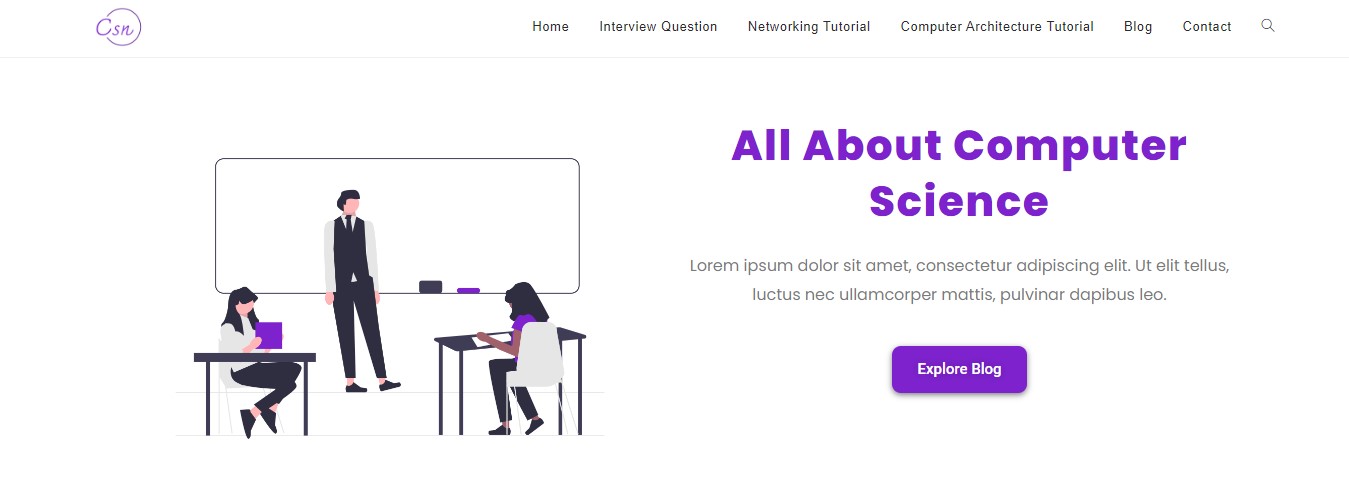 Csn
Home Interview Question Networking Tutorial Computer Architecture Tutorial Blog Contact
All About Computer
Science
Lorem ipsum dolor sit amet, consectetur adipiscing elit. Ut elit tellus,
luctus nec ullamcorper mattis, pulvinar dapibus leo.
Explore Blog